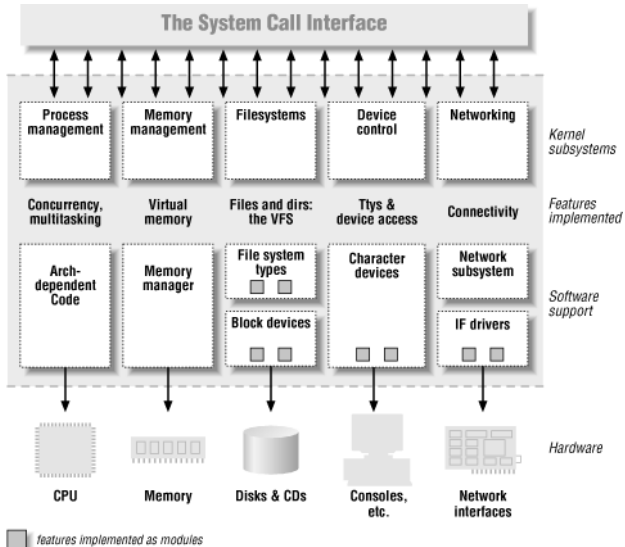 The System Call Interface
Process management
Memory management
Filesystems
Device control
Networking
Kernel subsystems
Concurrency, multitasking
Virtual memory
Files and dirs: the VFS
Ttys & device access
Connectivity
Features implemented
Arch-dependent Code
Memory manager
File system types
Character devices
Network subsystem
Software support
Block devices
IF drivers
Hardware
CPU
Memory
Disks & CDs
Consoles, etc.
Network interfaces
features implemented as modules